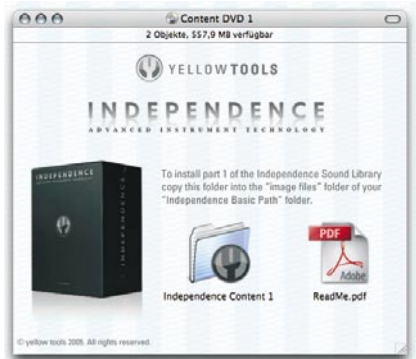 Content DVD 1
2 Objekte, 557,9 MB verfügbar
YELLOWTOOLS
INDEPENDENCE
ADVANCED INSTRUMENT TECHNOLOGY
INDEPENDENCE
INDEPENDENCE
To install part 1 of the Independence Sound Library
copy this folder into the "image files" folder of your
"Independence Basic Path" folder.
PDF
Adobe
Independence Content 1
ReadMe.pdf
© yellow tools 2005. All rights reserved.